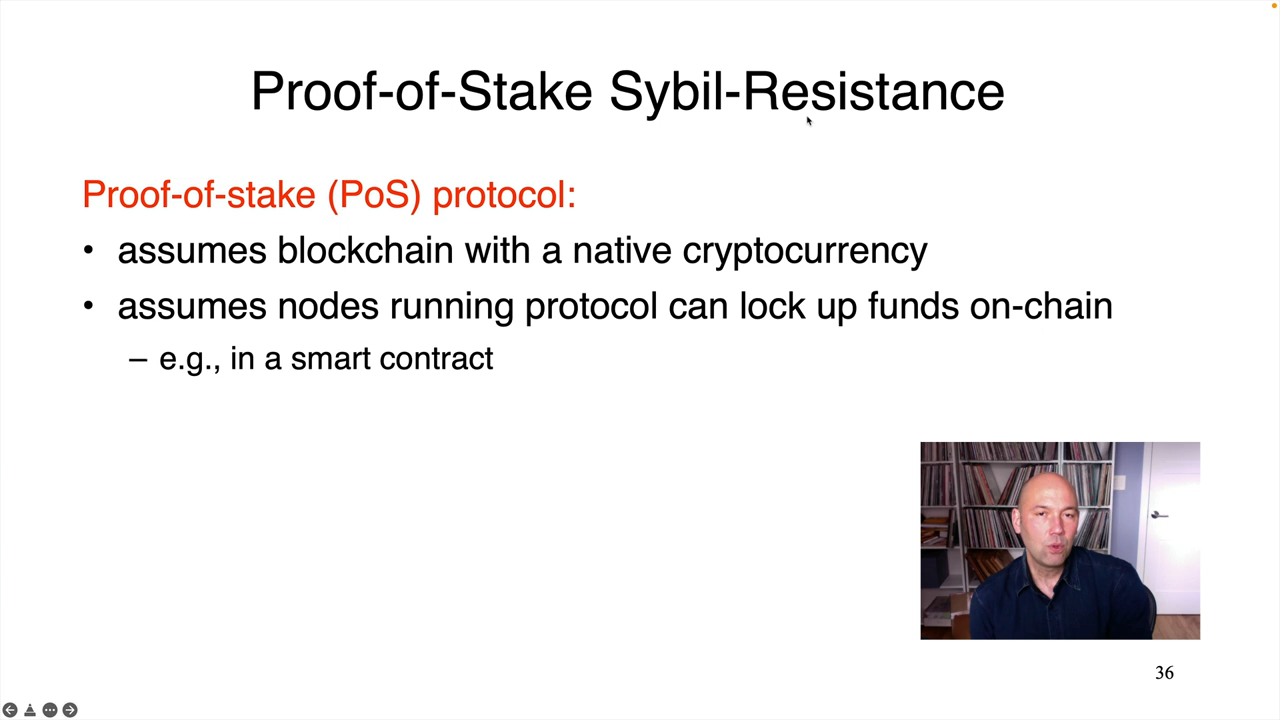 Proof-of-Stake Sybil-Resistance
Proof-of-stake (PoS) protocol:
• assumes blockchain with a native cryptocurrency
• assumes nodes running protocol can lock up funds on-chain
– e.g., in a smart contract
36